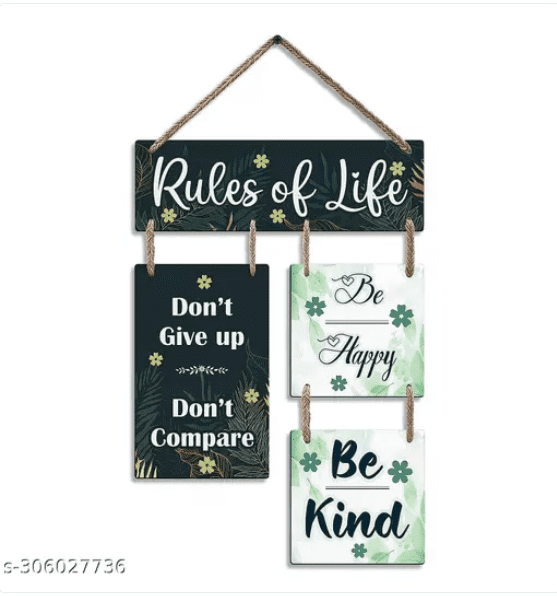 Rules of Life
Don't
Give up
Don't
Compare
Be
Happy
Be
Kind
s-306027736